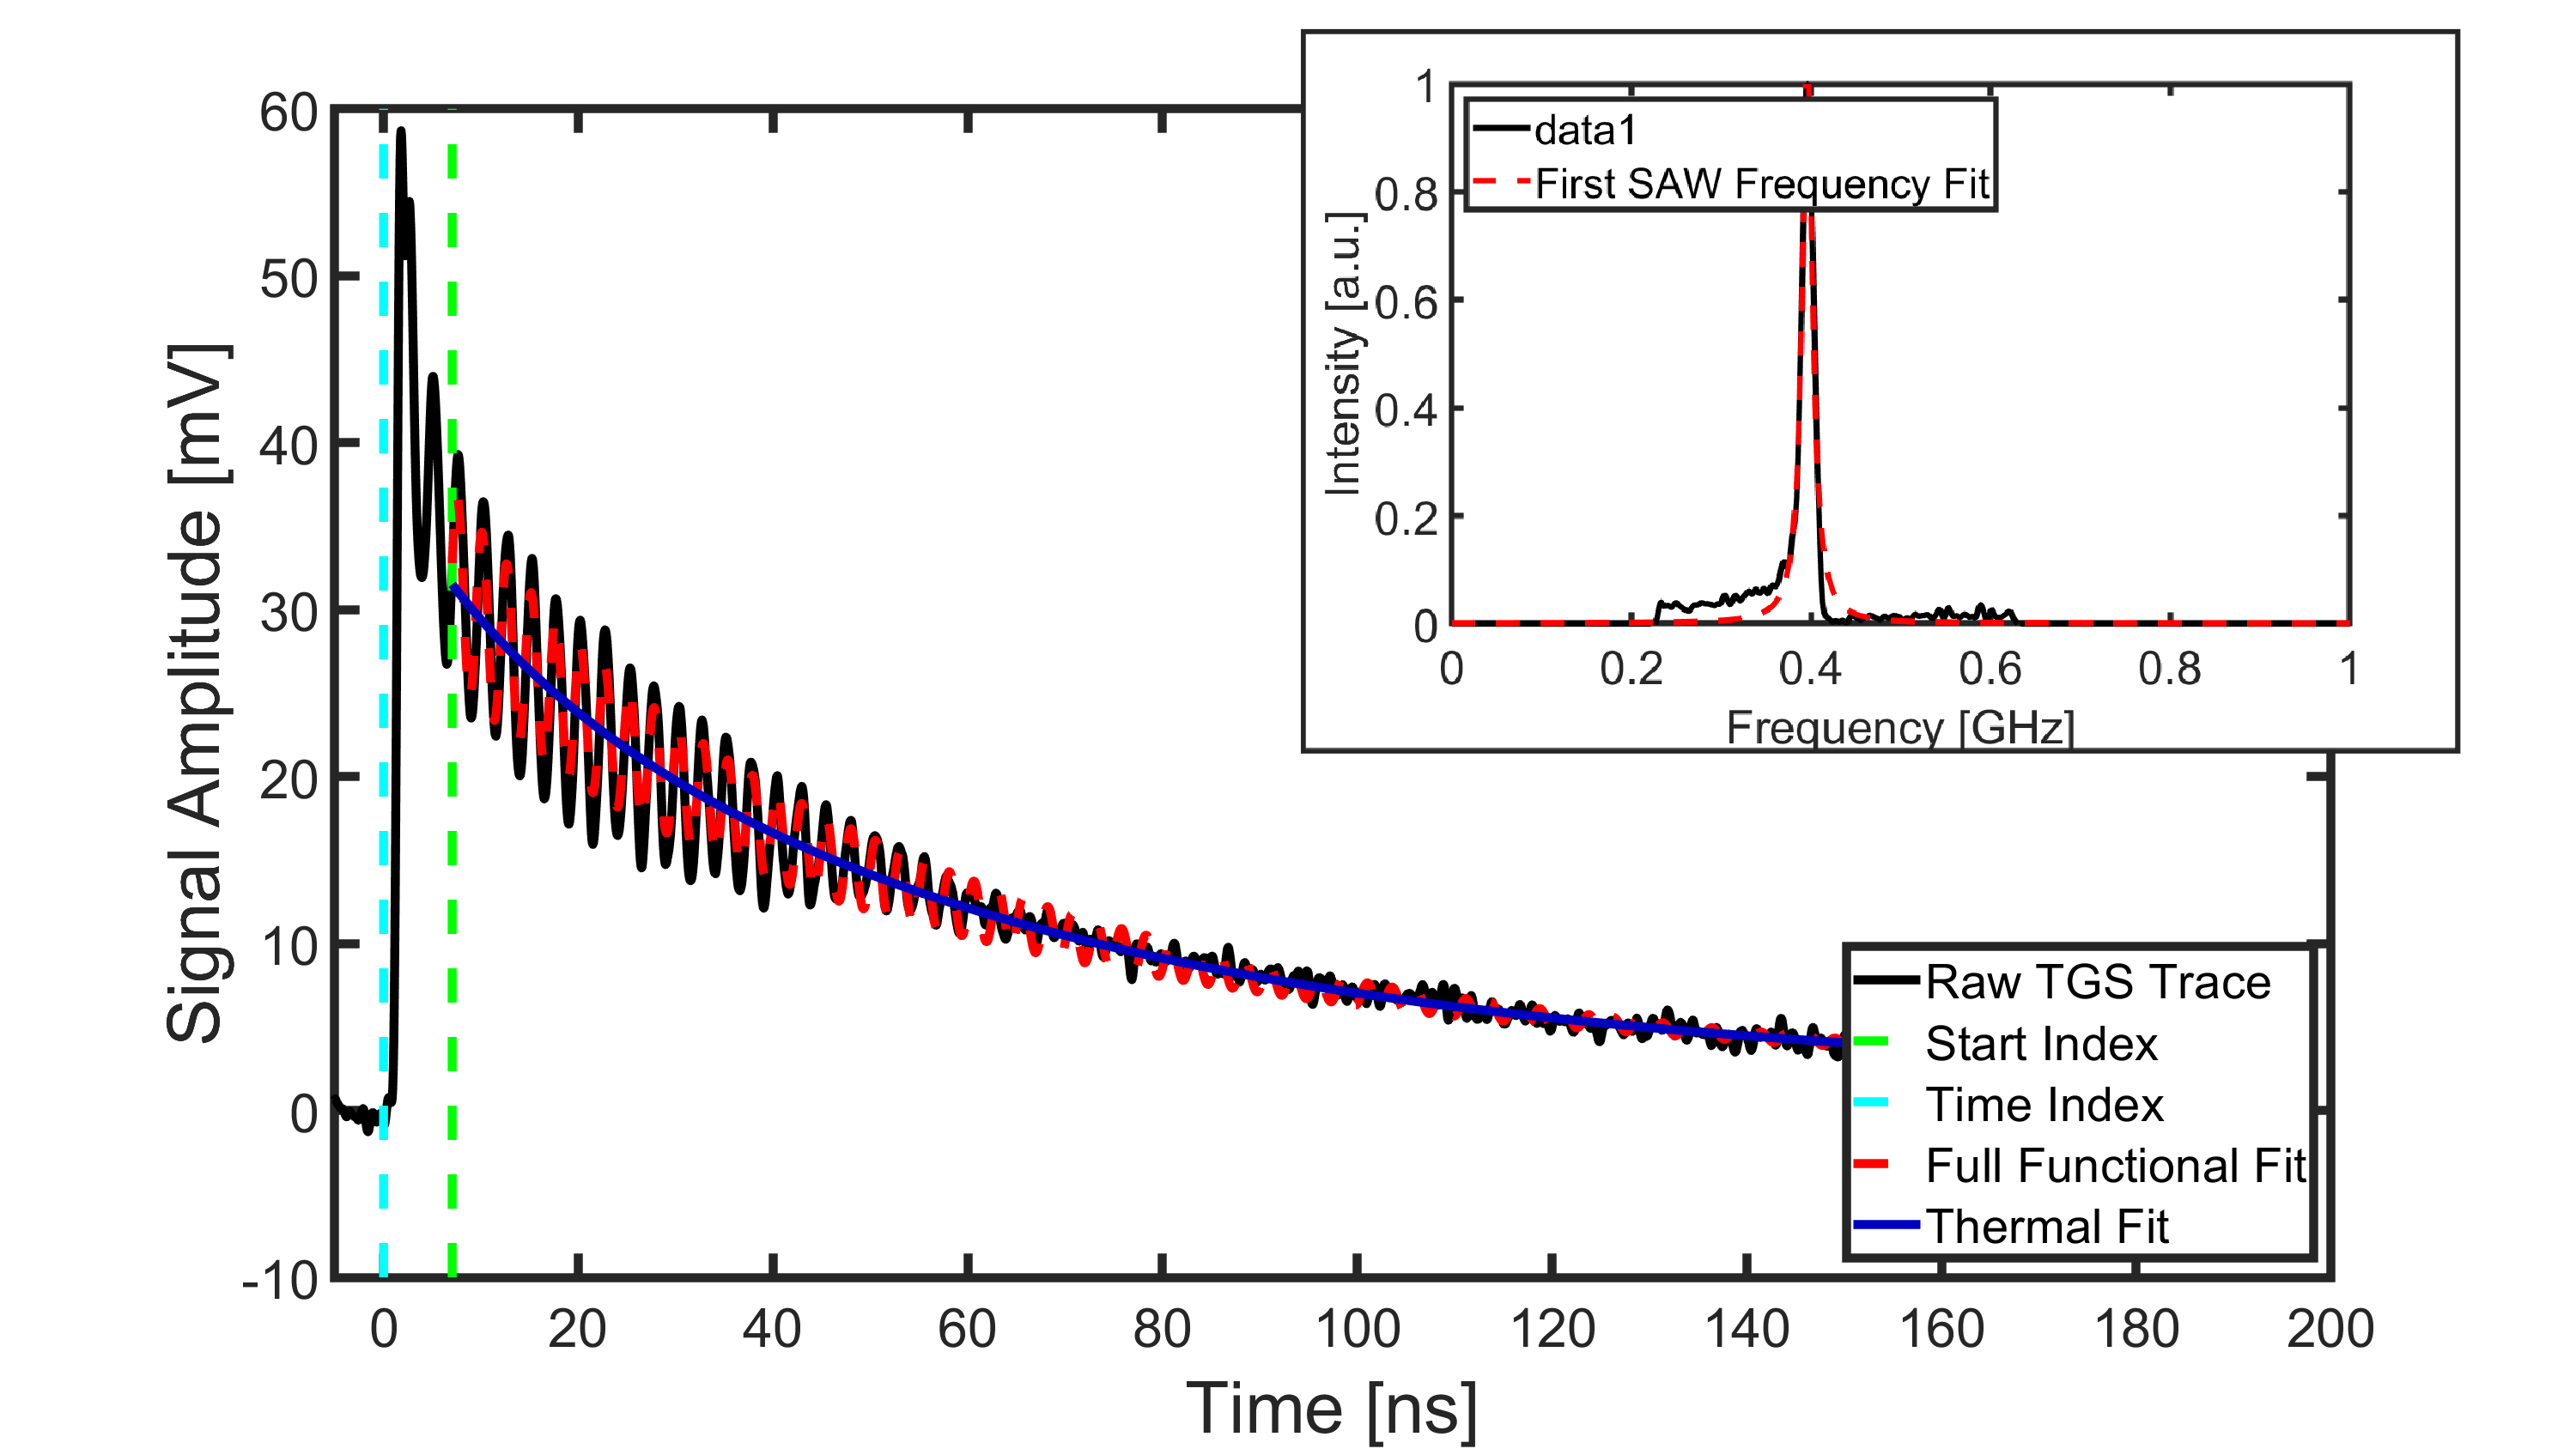 60
50
40
30
20
10
0
-10
Signal Amplitude [mV]
0 20 40 60 80 100 120 140 160 180 200
Time [ns]
1
0.8
0.6
0.4
0.2
0
Intensity [a.u.]
data1
First SAW Frequency Fit
0 0.2 0.4 0.6 0.8 1
Frequency [GHz]
Raw TGS Trace
Start Index
Time Index
Full Functional Fit
Thermal Fit